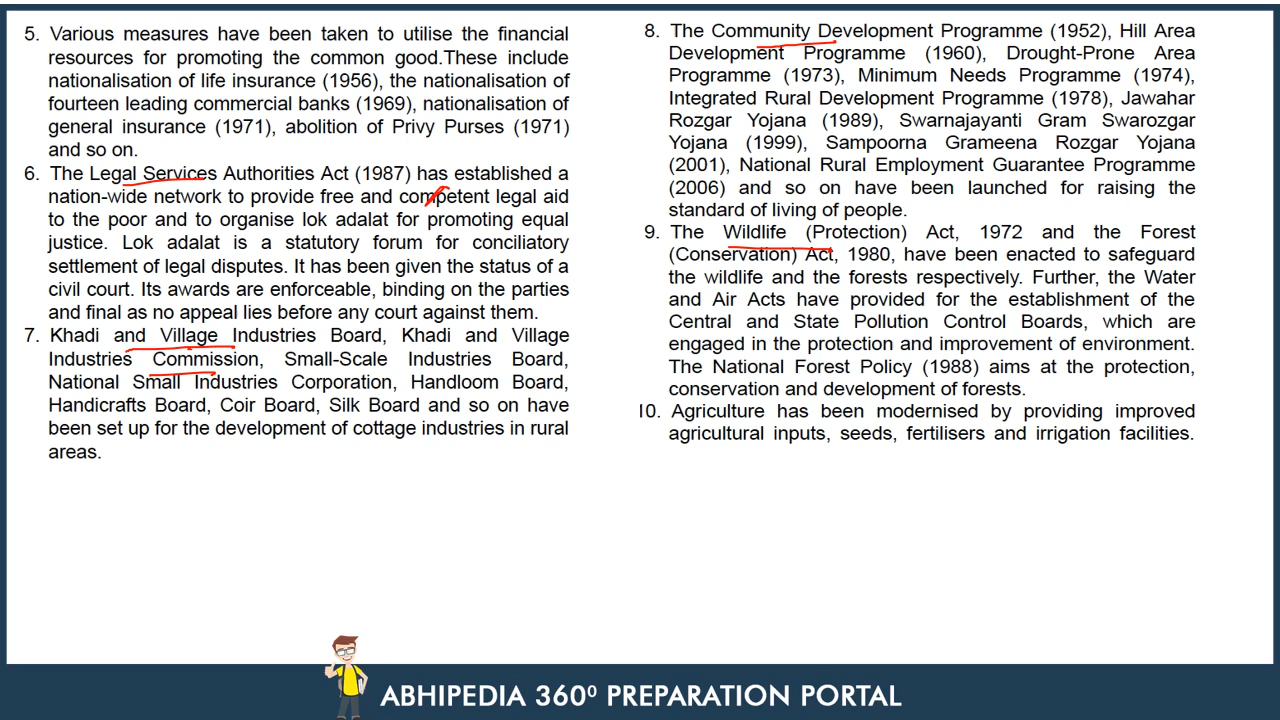 5. Various measures have been taken to utilise the financial
resources for promoting the common good.These include
nationalisation of life insurance (1956), the nationalisation of
fourteen leading commercial banks (1969), nationalisation of
general insurance (1971), abolition of Privy Purses (1971)
and so on.
6. The Legal Services Authorities Act (1987) has established a
nation-wide network to provide free and competent legal aid
to the poor and to organise lok adalat for promoting equal
justice. Lok adalat is a statutory forum for conciliatory
settlement of legal disputes. It has been given the status of a
civil court. Its awards are enforceable, binding on the parties
and final as no appeal lies before any court against them.
7. Khadi and Village Industries Board, Khadi and Village
Industries Commission, Small-Scale Industries Board,
National Small Industries Corporation, Handloom Board,
Handicrafts Board, Coir Board, Silk Board and so on have
been set up for the development of cottage industries in rural
areas.
8. The Community Development Programme (1952), Hill Area
Development Programme (1960), Drought-Prone Area
Programme (1973), Minimum Needs Programme (1974),
Integrated Rural Development Programme (1978), Jawahar
Rozgar Yojana (1989), Swarnajayanti Gram Swarozgar
Yojana (1999), Sampoorna Grameena Rozgar Yojana
(2001), National Rural Employment Guarantee Programme
(2006) and so on have been launched for raising the
standard of living of people.
9. The Wildlife (Protection) Act, 1972 and the Forest
(Conservation) Act, 1980, have been enacted to safeguard
the wildlife and the forests respectively. Further, the Water
and Air Acts have provided for the establishment of the
Central and State Pollution Control Boards, which are
engaged in the protection and improvement of environment.
The National Forest Policy (1988) aims at the protection,
conservation and development of forests.
10. Agriculture has been modernised by providing improved
agricultural inputs, seeds, fertilisers and irrigation facilities.
ABHIPEDIA 360⁰ PREPARATION PORTAL